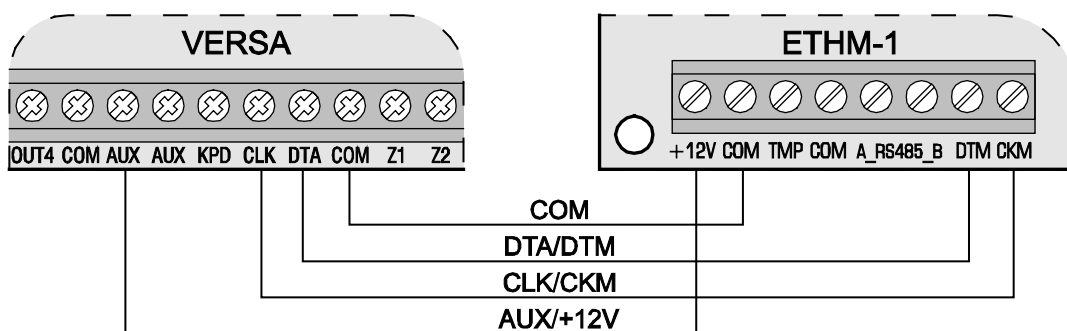 VERSA
ETHM-1
OUT4 COM AUX AUX KPD CLK DTA COM Z1 Z2
+12V COM TMP COM A_RS485_B DTM CKM
COM
DTA/DTM
CLK/CKM
AUX/+12V